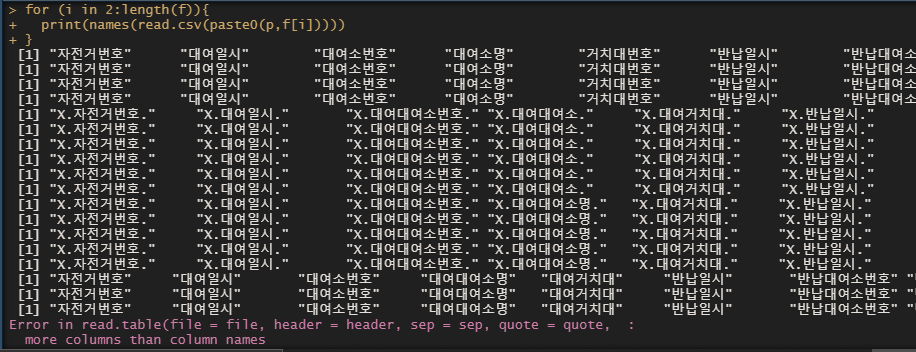 > for (i in 2:length(f)){
+   print(names(read.csv(paste0(p,f[i]))))
+ }
[1] "자전거번호" "대여일시" "대여소번호" "대여소명" "거치대번호" "반납일시" "반납대여소
[1] "자전거번호" "대여일시" "대여소번호" "대여소명" "거치대번호" "반납일시" "반납대여소
[1] "자전거번호" "대여일시" "대여소번호" "대여소명" "거치대번호" "반납일시" "반납대여소
[1] "자전거번호" "대여일시" "대여소번호" "대여소명" "거치대번호" "반납일시" "반납대여소
[1] "X.자전거번호." "X.대여일시." "X.대여대여소번호." "X.대여대여소." "X.대여거치대." "X.반납일시."
[1] "X.자전거번호." "X.대여일시." "X.대여대여소번호." "X.대여대여소." "X.대여거치대." "X.반납일시."
[1] "X.자전거번호." "X.대여일시." "X.대여대여소번호." "X.대여대여소." "X.대여거치대." "X.반납일시."
[1] "X.자전거번호." "X.대여일시." "X.대여대여소번호." "X.대여대여소." "X.대여거치대." "X.반납일시."
[1] "X.자전거번호." "X.대여일시." "X.대여대여소번호." "X.대여대여소." "X.대여거치대." "X.반납일시."
[1] "X.자전거번호." "X.대여일시." "X.대여대여소번호." "X.대여대여소." "X.대여거치대." "X.반납일시."
[1] "X.자전거번호." "X.대여일시." "X.대여대여소번호." "X.대여대여소명." "X.대여거치대." "X.반납일시."
[1] "X.자전거번호." "X.대여일시." "X.대여대여소번호." "X.대여대여소명." "X.대여거치대." "X.반납일시."
[1] "X.자전거번호." "X.대여일시." "X.대여대여소번호." "X.대여대여소명." "X.대여거치대." "X.반납일시."
[1] "X.자전거번호." "X.대여일시." "X.대여대여소번호." "X.대여대여소명." "X.대여거치대." "X.반납일시."
[1] "X.자전거번호." "X.대여일시." "X.대여대여소번호." "X.대여대여소명." "X.대여거치대." "X.반납일시."
[1] "자전거번호" "대여일시" "대여소번호" "대여대여소명" "대여거치대" "반납일시" "반납대여소번호"
[1] "자전거번호" "대여일시" "대여소번호" "대여대여소명" "대여거치대" "반납일시" "반납대여소번호"
[1] "자전거번호" "대여일시" "대여소번호" "대여대여소명" "대여거치대" "반납일시" "반납대여소번호"
Error in read.table(file = file, header = header, sep = sep, quote = quote,  :
  more columns than column names